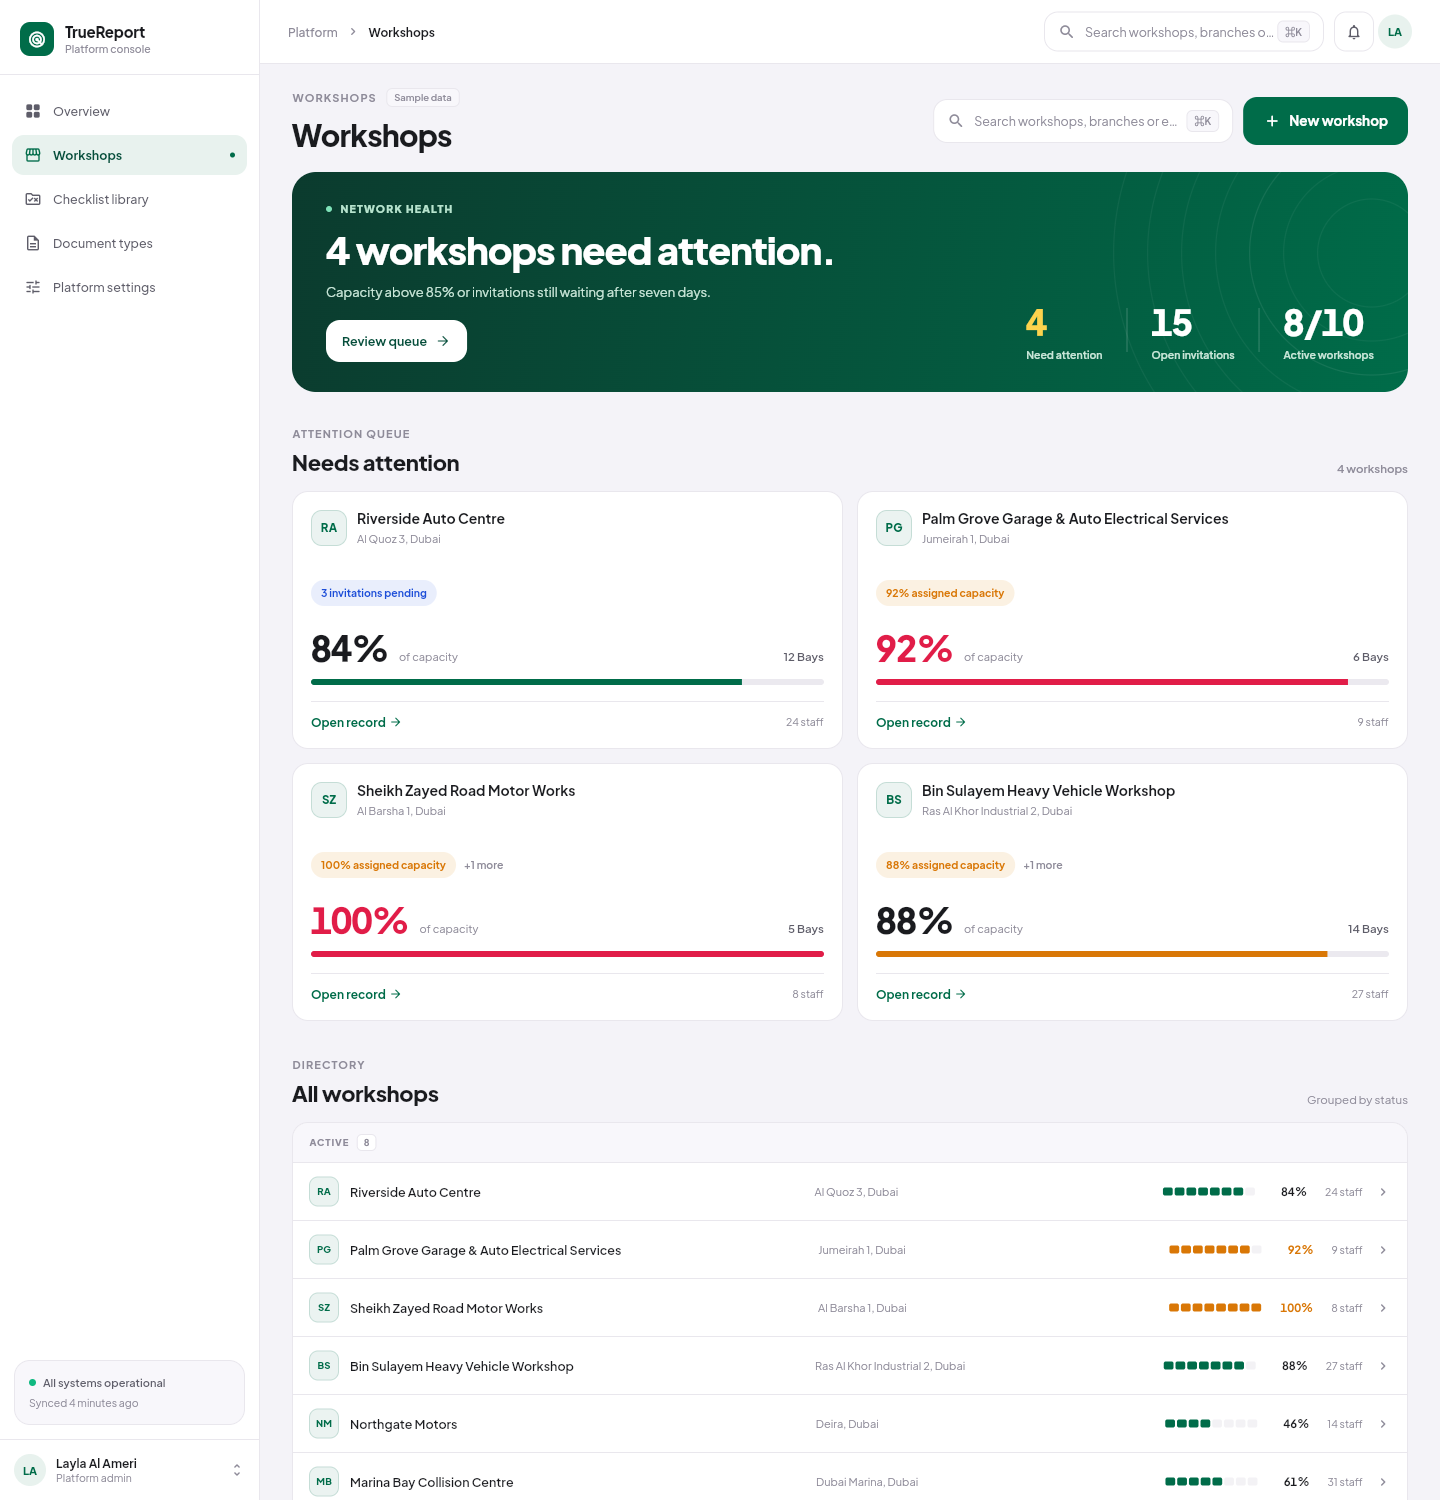 TrueReport
Platform console
Overview
Workshops
Checklist library
Document types
Platform settings
All systems operational
Synced 4 minutes ago
LA
Layla Al Ameri
Platform admin
Platform > Workshops
Search workshops, branches o... ⌘K
LA
WORKSHOPS Sample data
Workshops
Search workshops, branches or e... ⌘K
+ New workshop
NETWORK HEALTH
4 workshops need attention.
Capacity above 85% or invitations still waiting after seven days.
Review queue →
4 15 8/10
Need attention Open invitations Active workshops
ATTENTION QUEUE
Needs attention
4 workshops
RA
Riverside Auto Centre
Al Quoz 3, Dubai
3 invitations pending
84% of capacity 12 Bays
Open record → 24 staff
PG
Palm Grove Garage & Auto Electrical Services
Jumeirah 1, Dubai
92% assigned capacity
92% of capacity 6 Bays
Open record → 9 staff
SZ
Sheikh Zayed Road Motor Works
Al Barsha 1, Dubai
100% assigned capacity +1 more
100% of capacity 5 Bays
Open record → 8 staff
BS
Bin Sulayem Heavy Vehicle Workshop
Ras Al Khor Industrial 2, Dubai
88% assigned capacity +1 more
88% of capacity 14 Bays
Open record → 27 staff
DIRECTORY
All workshops
Grouped by status
ACTIVE 8
RA Riverside Auto Centre Al Quoz 3, Dubai 84% 24 staff
PG Palm Grove Garage & Auto Electrical Services Jumeirah 1, Dubai 92% 9 staff
SZ Sheikh Zayed Road Motor Works Al Barsha 1, Dubai 100% 8 staff
BS Bin Sulayem Heavy Vehicle Workshop Ras Al Khor Industrial 2, Dubai 88% 27 staff
NM Northgate Motors Deira, Dubai 46% 14 staff
MB Marina Bay Collision Centre Dubai Marina, Dubai 61% 31 staff